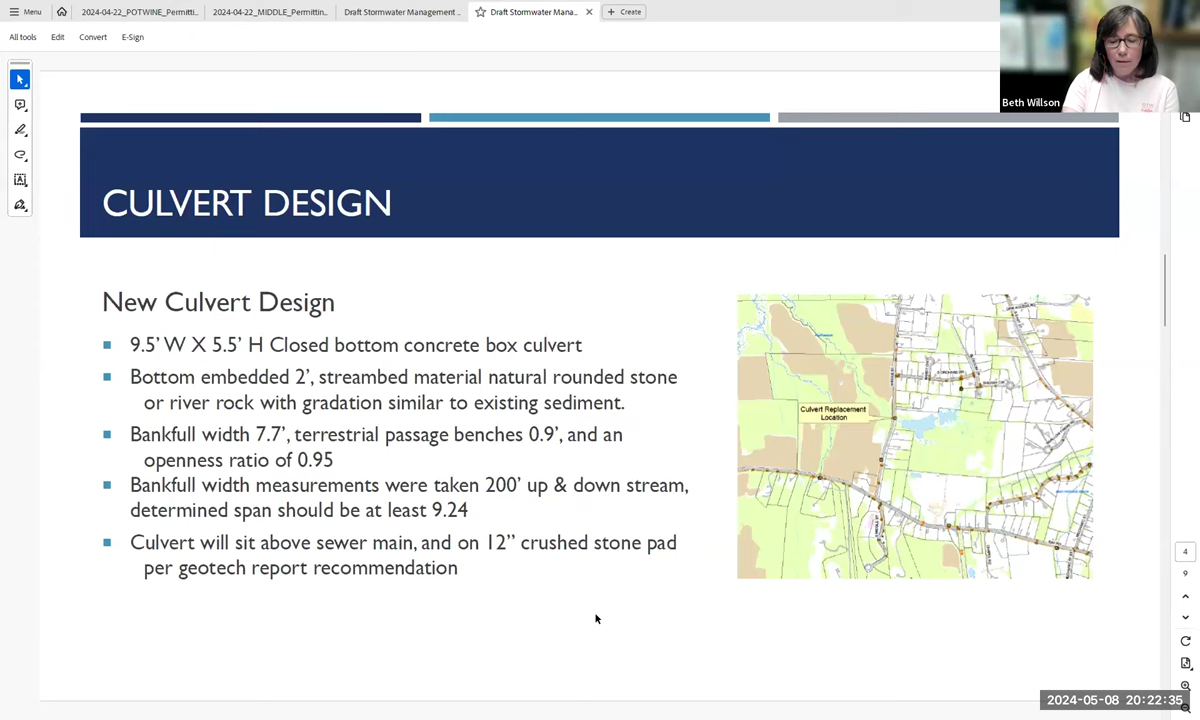 Menu
2024-04-22_POTWINE_Permitti...
2024-04-22_MIDDLE_Permittin...
Draft Stormwater Management ...
Draft Stormwater Mana...
Create
All tools
Edit
Convert
E-Sign
Beth Willson
CULVERT DESIGN
New Culvert Design
9.5’ W X 5.5’ H Closed bottom concrete box culvert
Bottom embedded 2’, streambed material natural rounded stone
or river rock with gradation similar to existing sediment.
Bankfull width 7.7’, terrestrial passage benches 0.9’, and an
openness ratio of 0.95
Bankfull width measurements were taken 200’ up & down stream,
determined span should be at least 9.24
Culvert will sit above sewer main, and on 12” crushed stone pad
per geotech report recommendation
Culvert Replacement
Location
4
9
2024-05-08 20:22:35